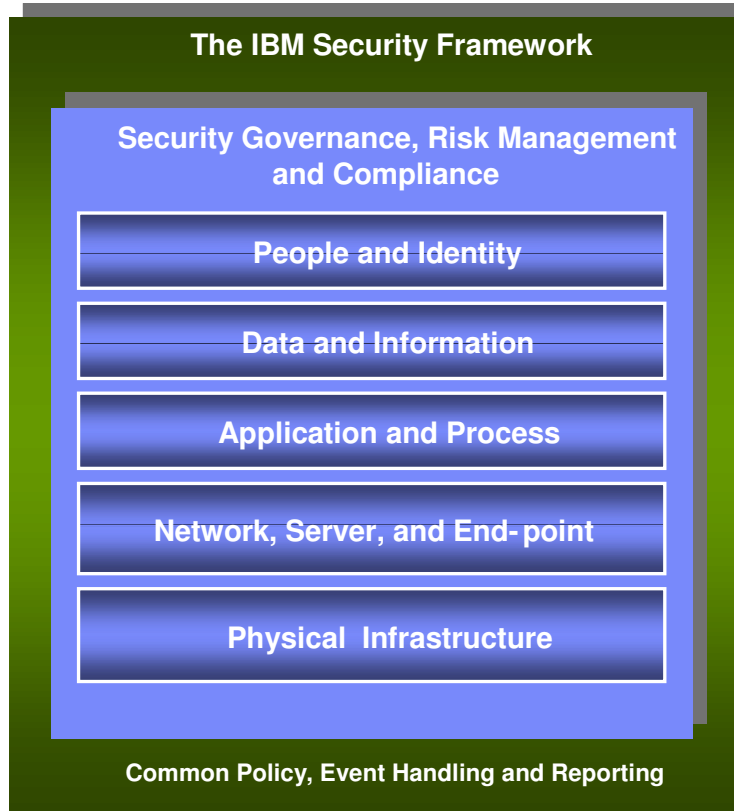 The IBM Security Framework
Security Governance, Risk Management
and Compliance
People and Identity
Data and Information
Application and Process
Network, Server, and End-point
Physical Infrastructure
Common Policy, Event Handling and Reporting